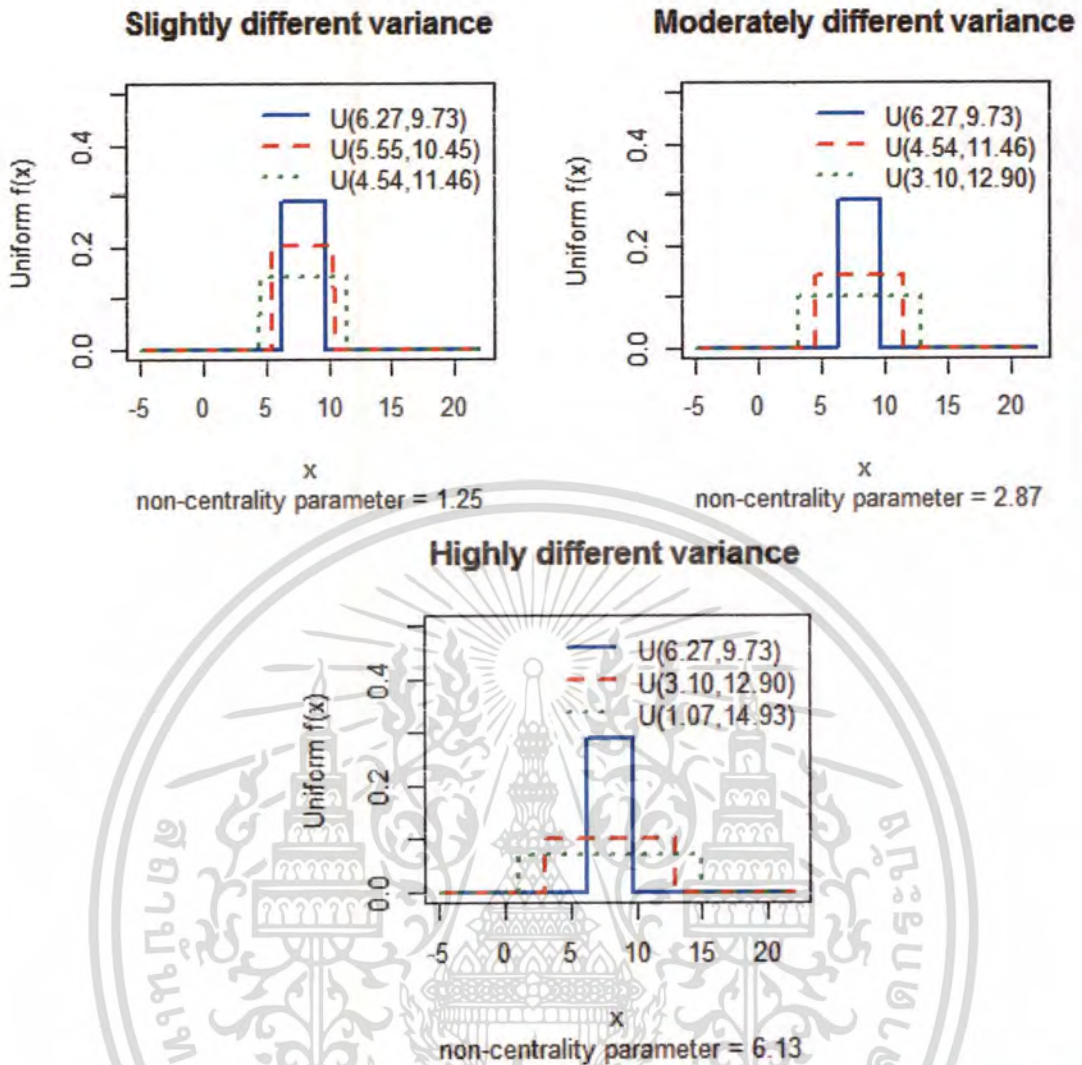 Slightly different variance
Uniform f(x)
0.4
0.2
0.0
U(6.27,9.73)
U(5.55,10.45)
U(4.54,11.46)
-5 0 5 10 15 20
x
non-centrality parameter = 1.25
Moderately different variance
Uniform f(x)
0.4
0.2
0.0
U(6.27,9.73)
U(4.54,11.46)
U(3.10,12.90)
-5 0 5 10 15 20
x
non-centrality parameter = 2.87
Highly different variance
Uniform f(x)
0.4
0.2
0.0
U(6.27,9.73)
U(3.10,12.90)
U(1.07,14.93)
-5 0 5 10 15 20
x
non-centrality parameter = 6.13